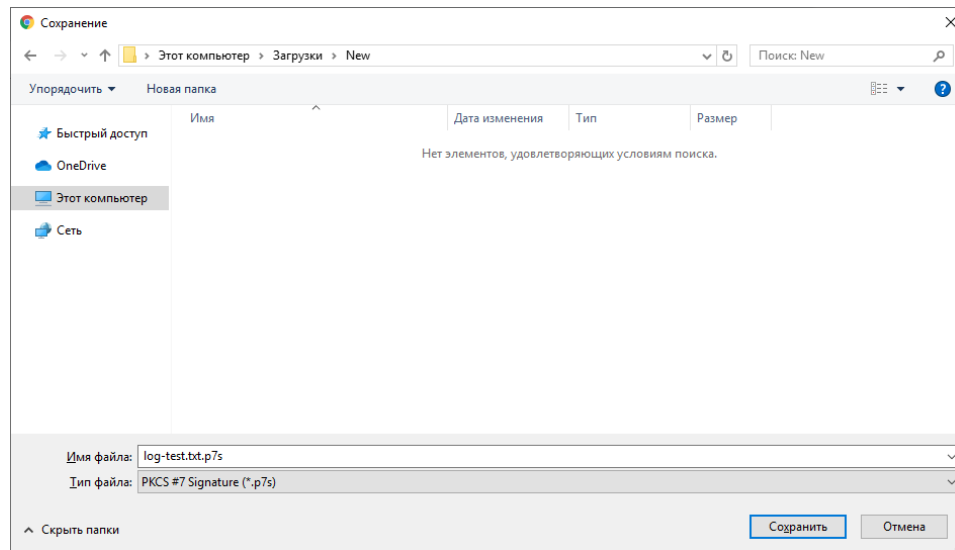 Сохранение
Этот компьютер > Загрузки > New
Поиск: New
Упорядочить
Новая папка
?
Имя
Дата изменения
Тип
Размер
Быстрый доступ
OneDrive
Этот компьютер
Сеть
Нет элементов, удовлетворяющих условиям поиска.
Имя файла: log-test.txt.p7s
Тип файла: PKCS #7 Signature (*.p7s)
Скрыть папки
Сохранить
Отмена